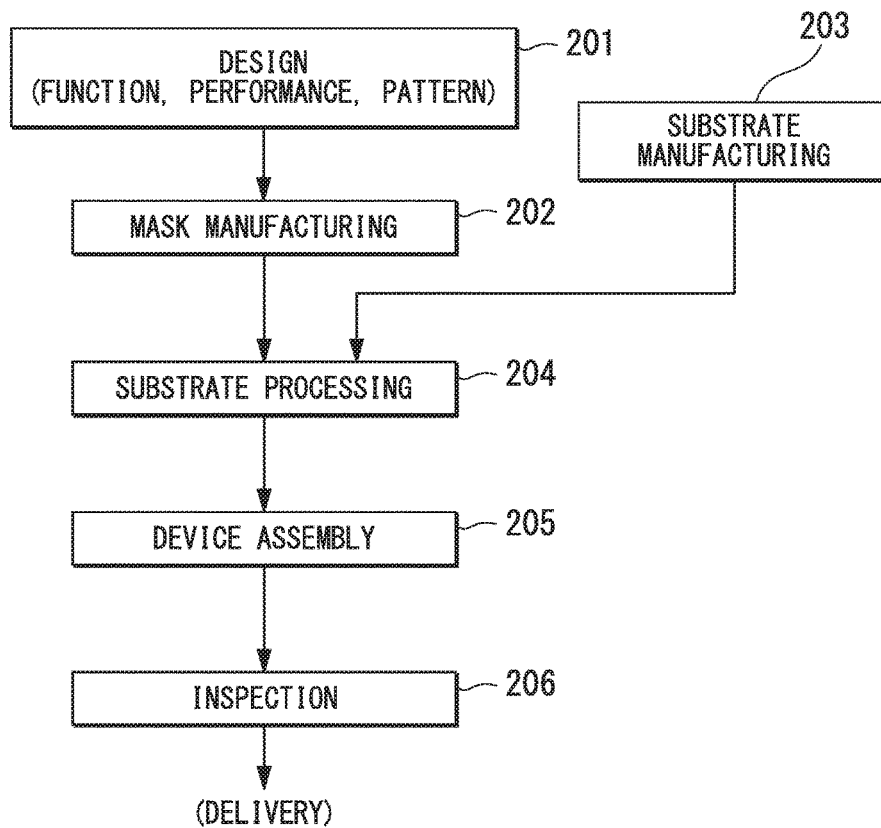 201
DESIGN
(FUNCTION, PERFORMANCE, PATTERN)
203
SUBSTRATE
MANUFACTURING
202
MASK MANUFACTURING
204
SUBSTRATE PROCESSING
205
DEVICE ASSEMBLY
206
INSPECTION
(DELIVERY)